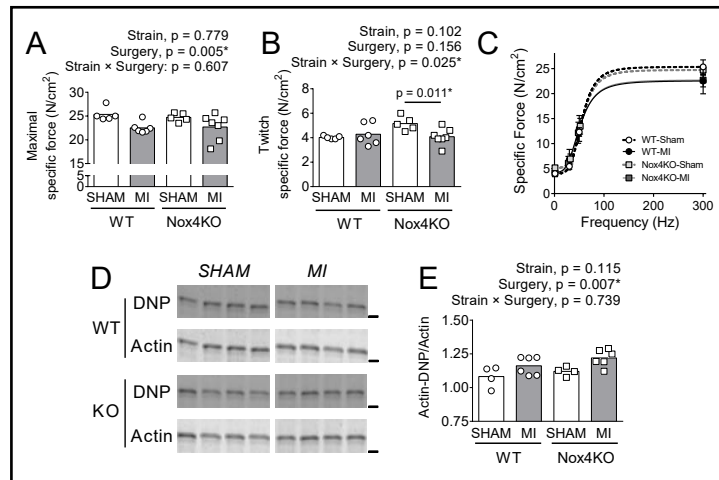 A
Strain, p = 0.779
Surgery, p = 0.005*
Strain × Surgery: p = 0.607
Maximal
specific force (N/cm²)
25
20
15
5
0
SHAM MI SHAM MI
WT Nox4KO
B
Strain, p = 0.102
Surgery, p = 0.156
Strain × Surgery, p = 0.025*
p = 0.011*
Twitch
specific force (N/cm²)
8
6
4
2
0
SHAM MI SHAM MI
WT Nox4KO
C
Specific Force (N/cm²)
25
20
15
10
5
0
0 100 200 300
Frequency (Hz)
WT-Sham
WT-MI
Nox4KO-Sham
Nox4KO-MI
D
SHAM MI
WT
DNP
Actin
KO
DNP
Actin
E
Strain, p = 0.115
Surgery, p = 0.007*
Strain × Surgery, p = 0.739
Actin-DNP/Actin
1.50
1.25
1.00
0.75
SHAM MI SHAM MI
WT Nox4KO